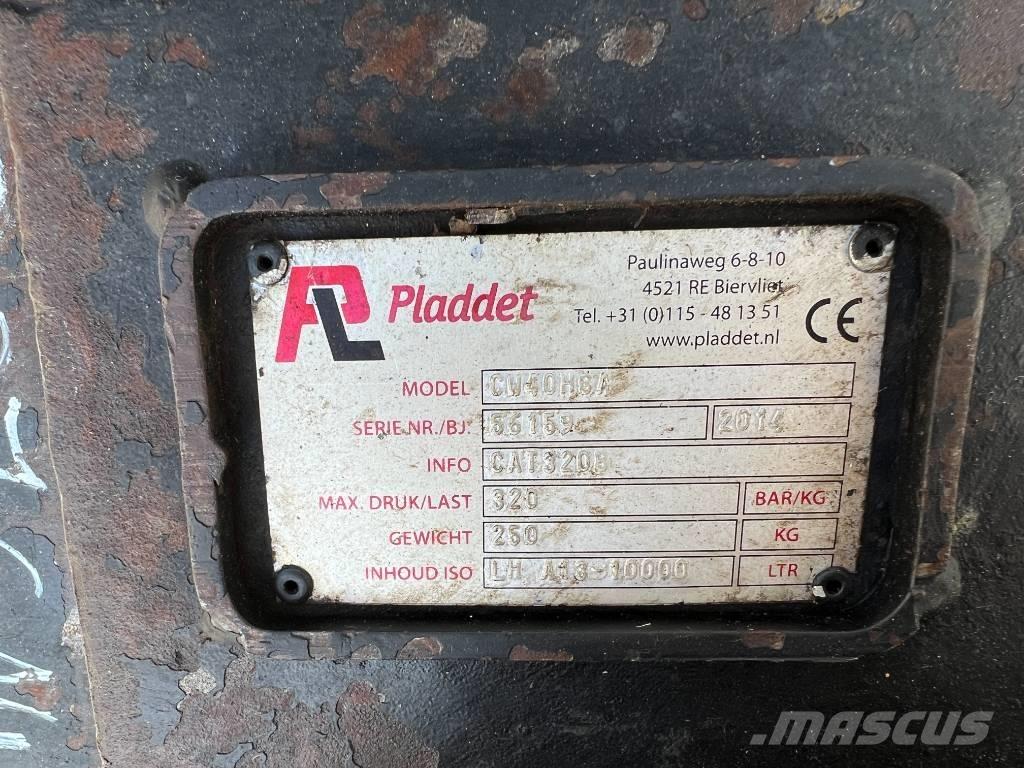 PL Pladdet
Paulinaweg 6-8-10
4521 RE Biervliet
Tel. +31 (0)115 - 48 13 51
www.pladdet.nl
CE
MODEL CW40HGA
SERIE.NR./BJ. 56159 2014
INFO CAT320B
MAX. DRUK/LAST 320 BAR/KG.
GEWICHT 250 KG
INHOUD ISO LH A13-10000 LTR
MASCUS